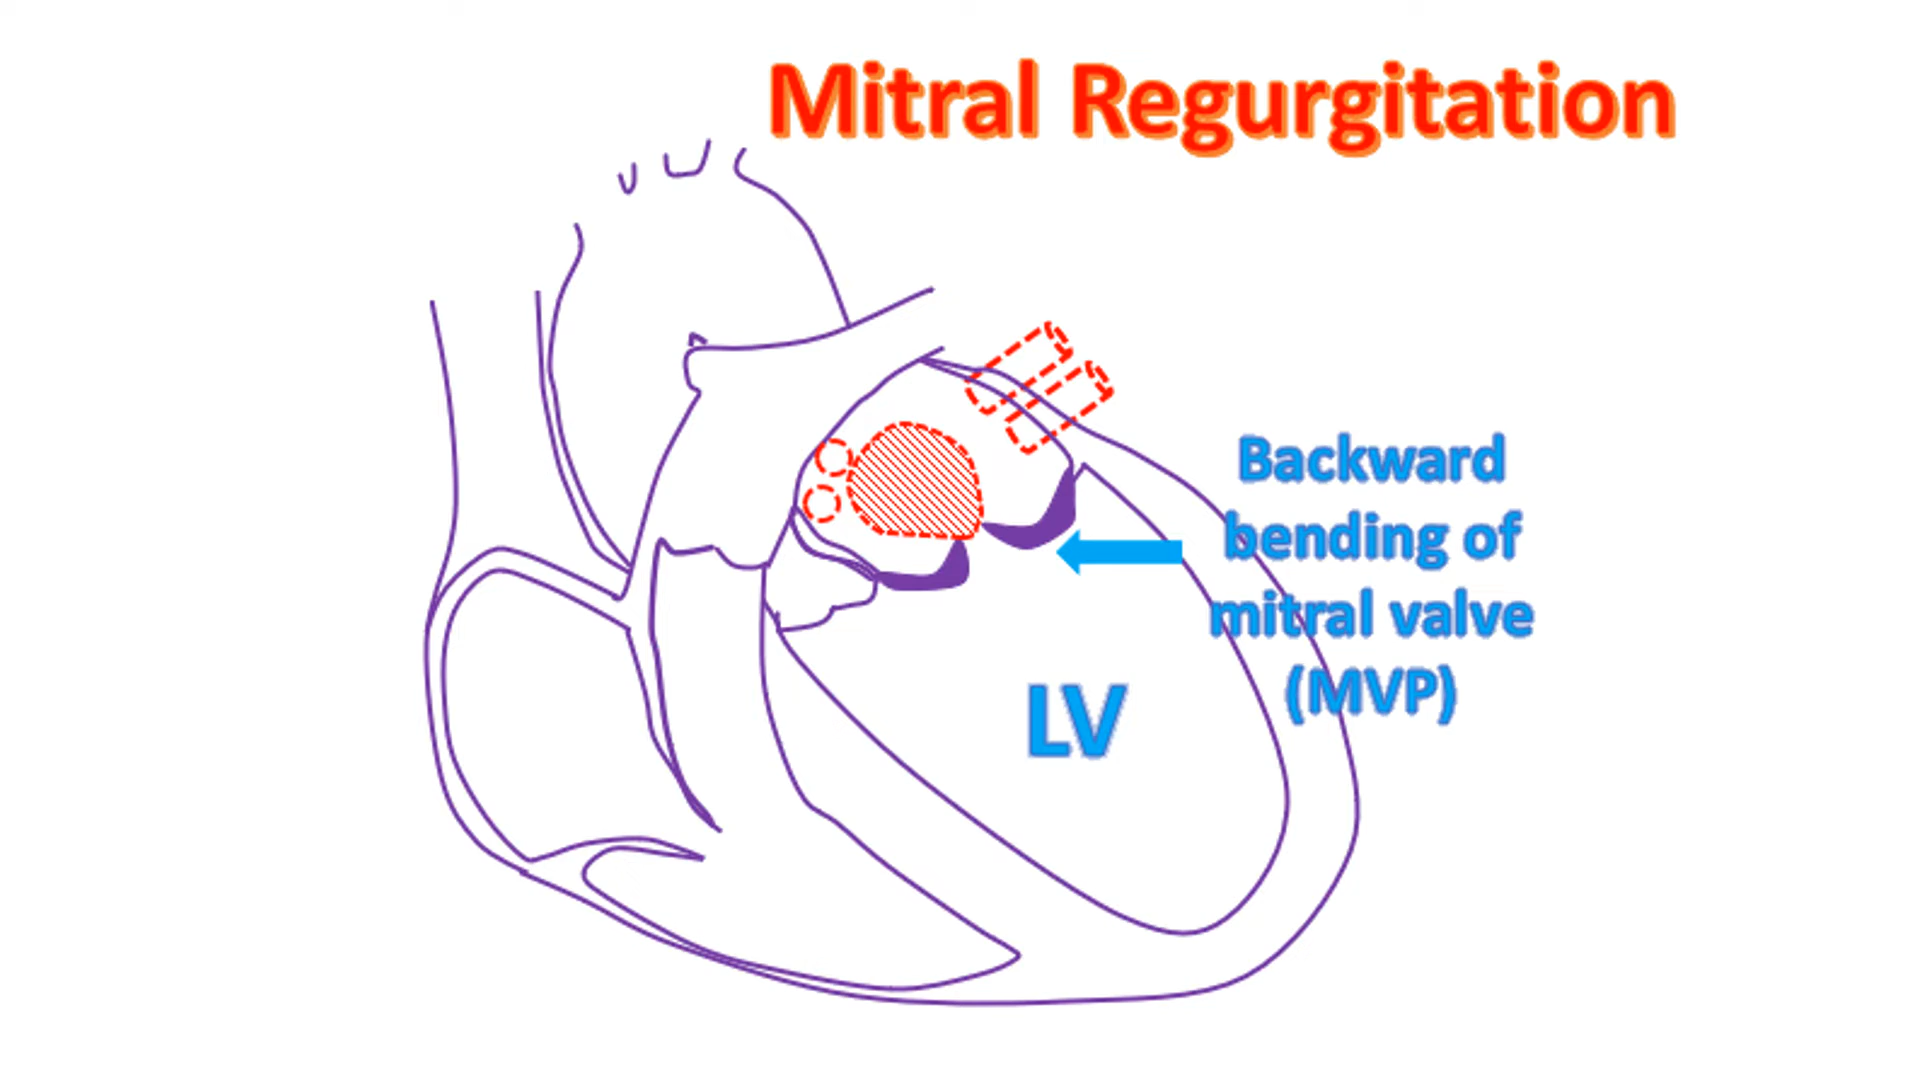 Mitral Regurgitation
Backward
bending of
mitral valve
(MVP)
LV